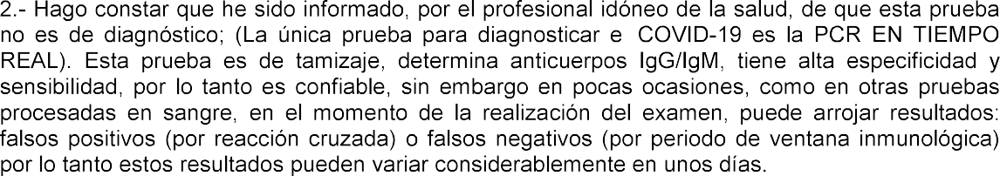 2.- Hago constar que he sido informado, por el profesional idóneo de la salud, de que esta prueba
no es de diagnóstico; (La única prueba para diagnosticar e COVID-19 es la PCR EN TIEMPO
REAL). Esta prueba es de tamizaje, determina anticuerpos IgG/IgM, tiene alta especificidad y
sensibilidad, por lo tanto es confiable, sin embargo en pocas ocasiones, como en otras pruebas
procesadas en sangre, en el momento de la realización del examen, puede arrojar resultados:
falsos positivos (por reacción cruzada) o falsos negativos (por periodo de ventana inmunológica)
por lo tanto estos resultados pueden variar considerablemente en unos días.